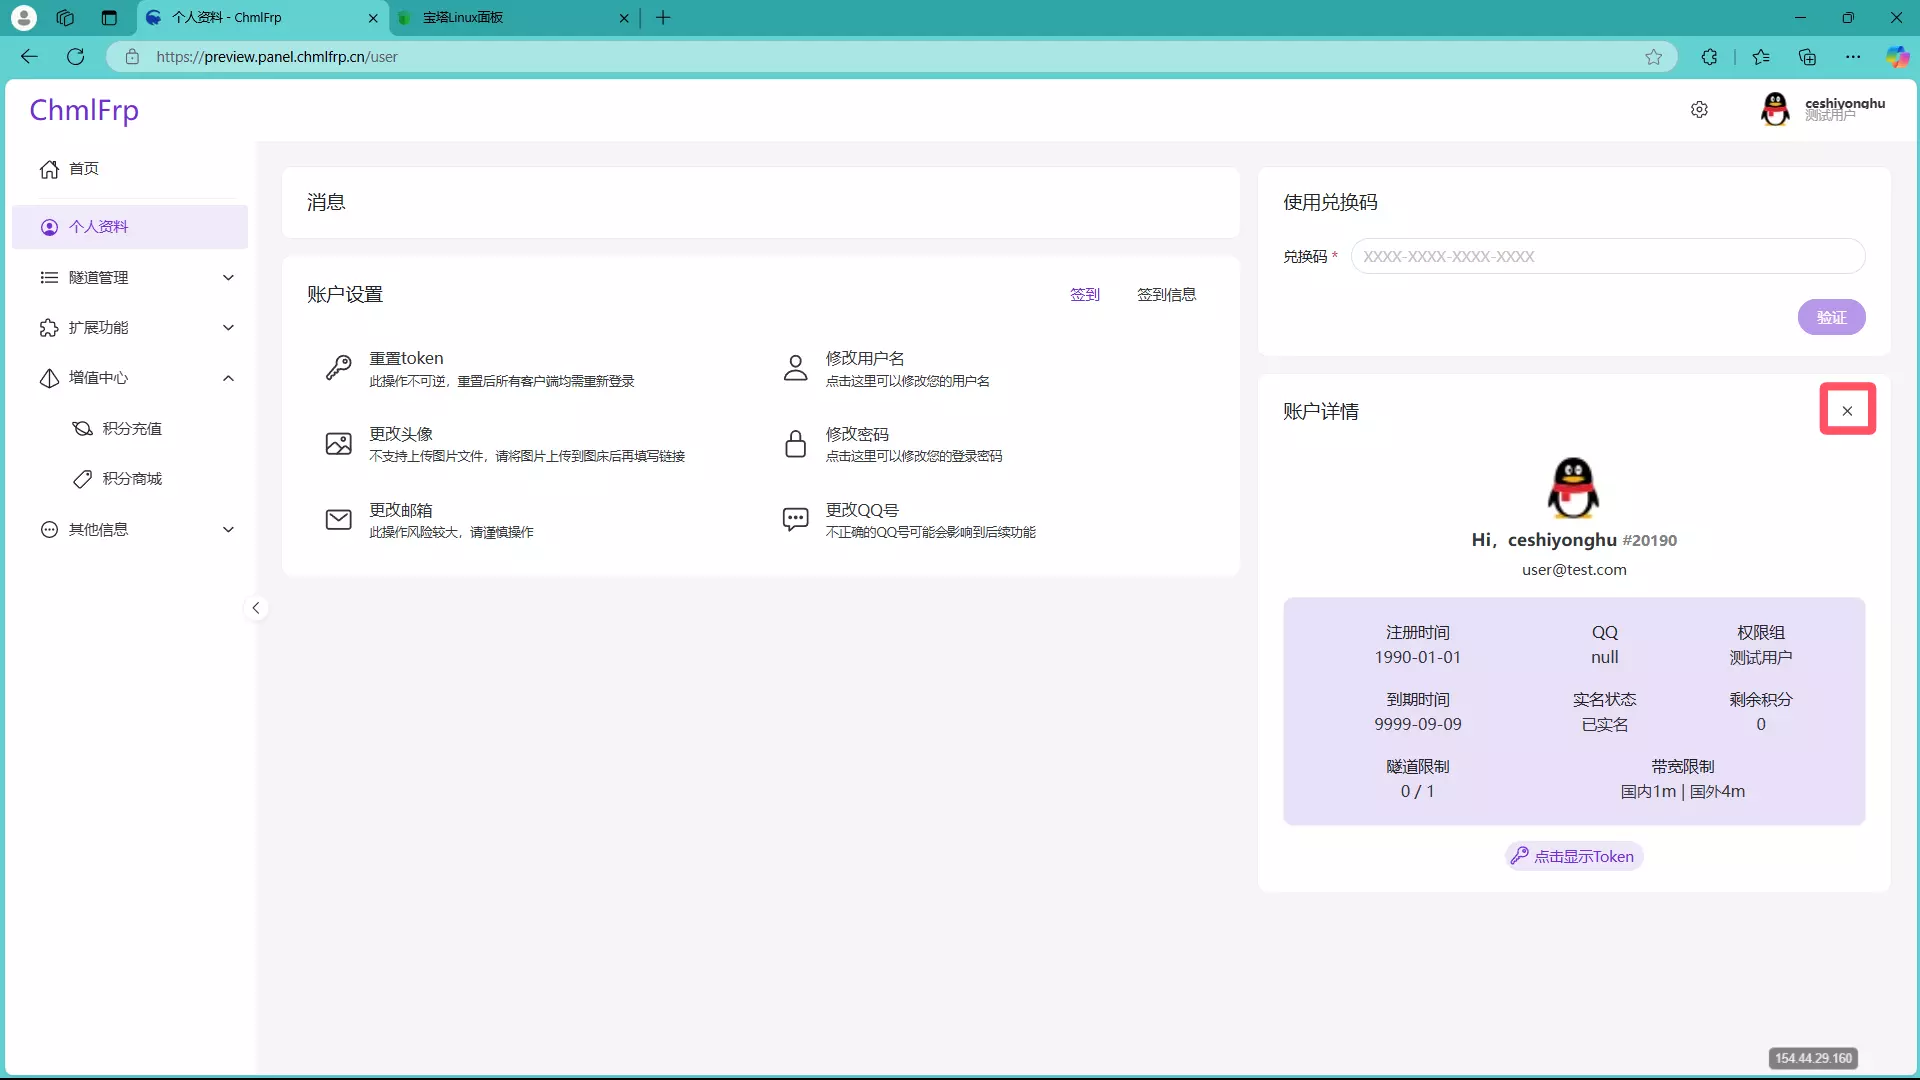 个人资料 - ChmlFrp
宝塔Linux面板
https://preview.panel.chmlfrp.cn/user
ChmlFrp
ceshiyonghu
测试用户
首页
个人资料
隧道管理
扩展功能
增值中心
积分充值
积分商城
其他信息
消息
账户设置
签到
签到信息
重置token
此操作不可逆，重置后所有客户端均需重新登录
修改用户名
点击这里可以修改您的用户名
更改头像
不支持上传图片文件，请将图片上传到图床后再填写链接
修改密码
点击这里可以修改您的登录密码
更改邮箱
此操作风险较大，请谨慎操作
更改QQ号
不正确的QQ号可能会影响到后续功能
使用兑换码
兑换码 *
XXXX-XXXX-XXXX-XXXX
验证
账户详情
Hi，ceshiyonghu #20190
user@test.com
注册时间
1990-01-01
QQ
null
权限组
测试用户
到期时间
9999-09-09
实名状态
已实名
剩余积分
0
隧道限制
0 / 1
带宽限制
国内1m | 国外4m
点击显示Token
154.44.29.160